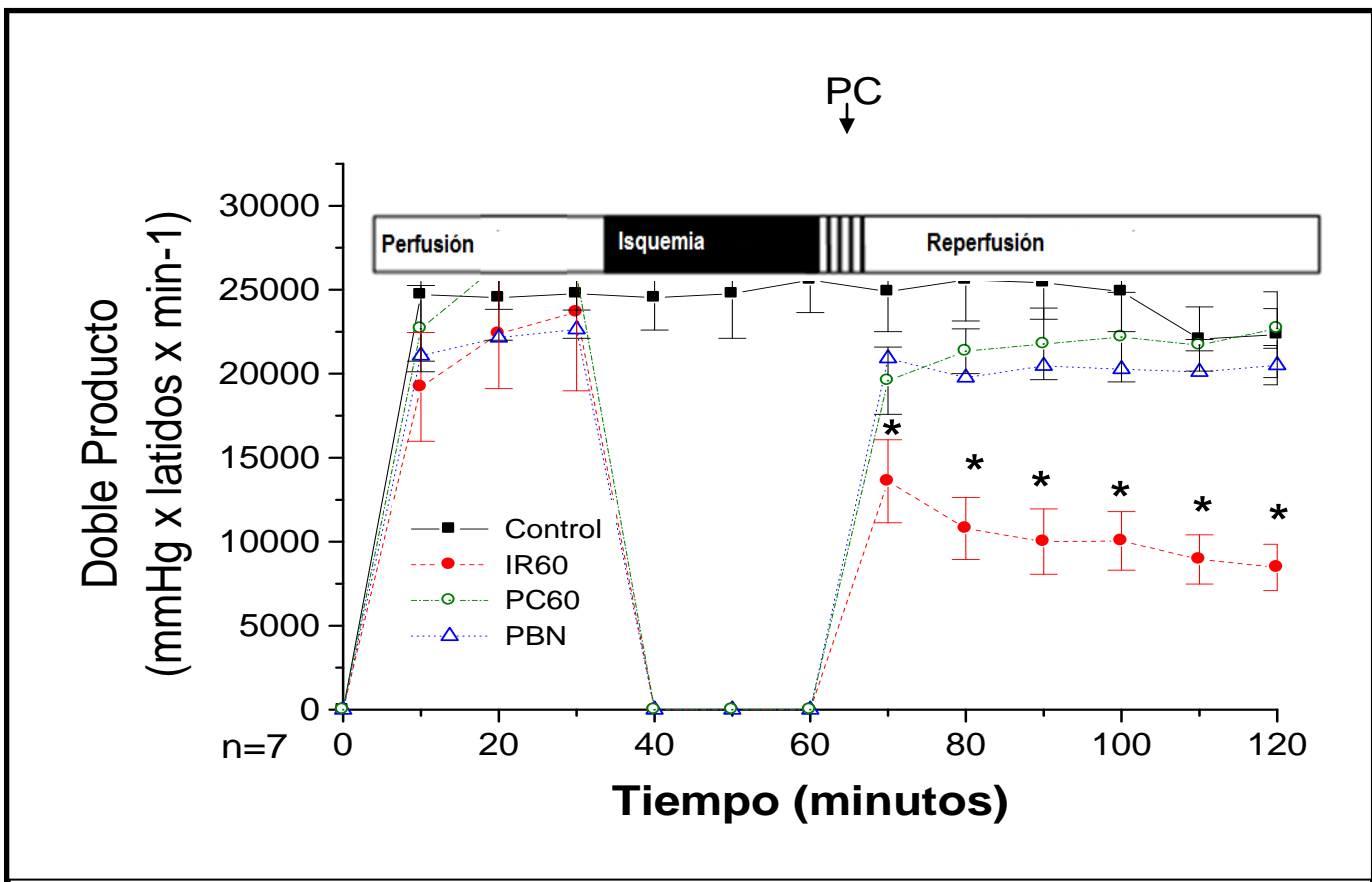 PC
30000
25000
20000
15000
10000
5000
0
Doble Producto
(mmHg x latidos x min-1)
Perfusión
Isquemia
Reperfusión
*
*
*
*
*
*
Control
IR60
PC60
PBN
n=7
0
20
40
60
80
100
120
Tiempo (minutos)